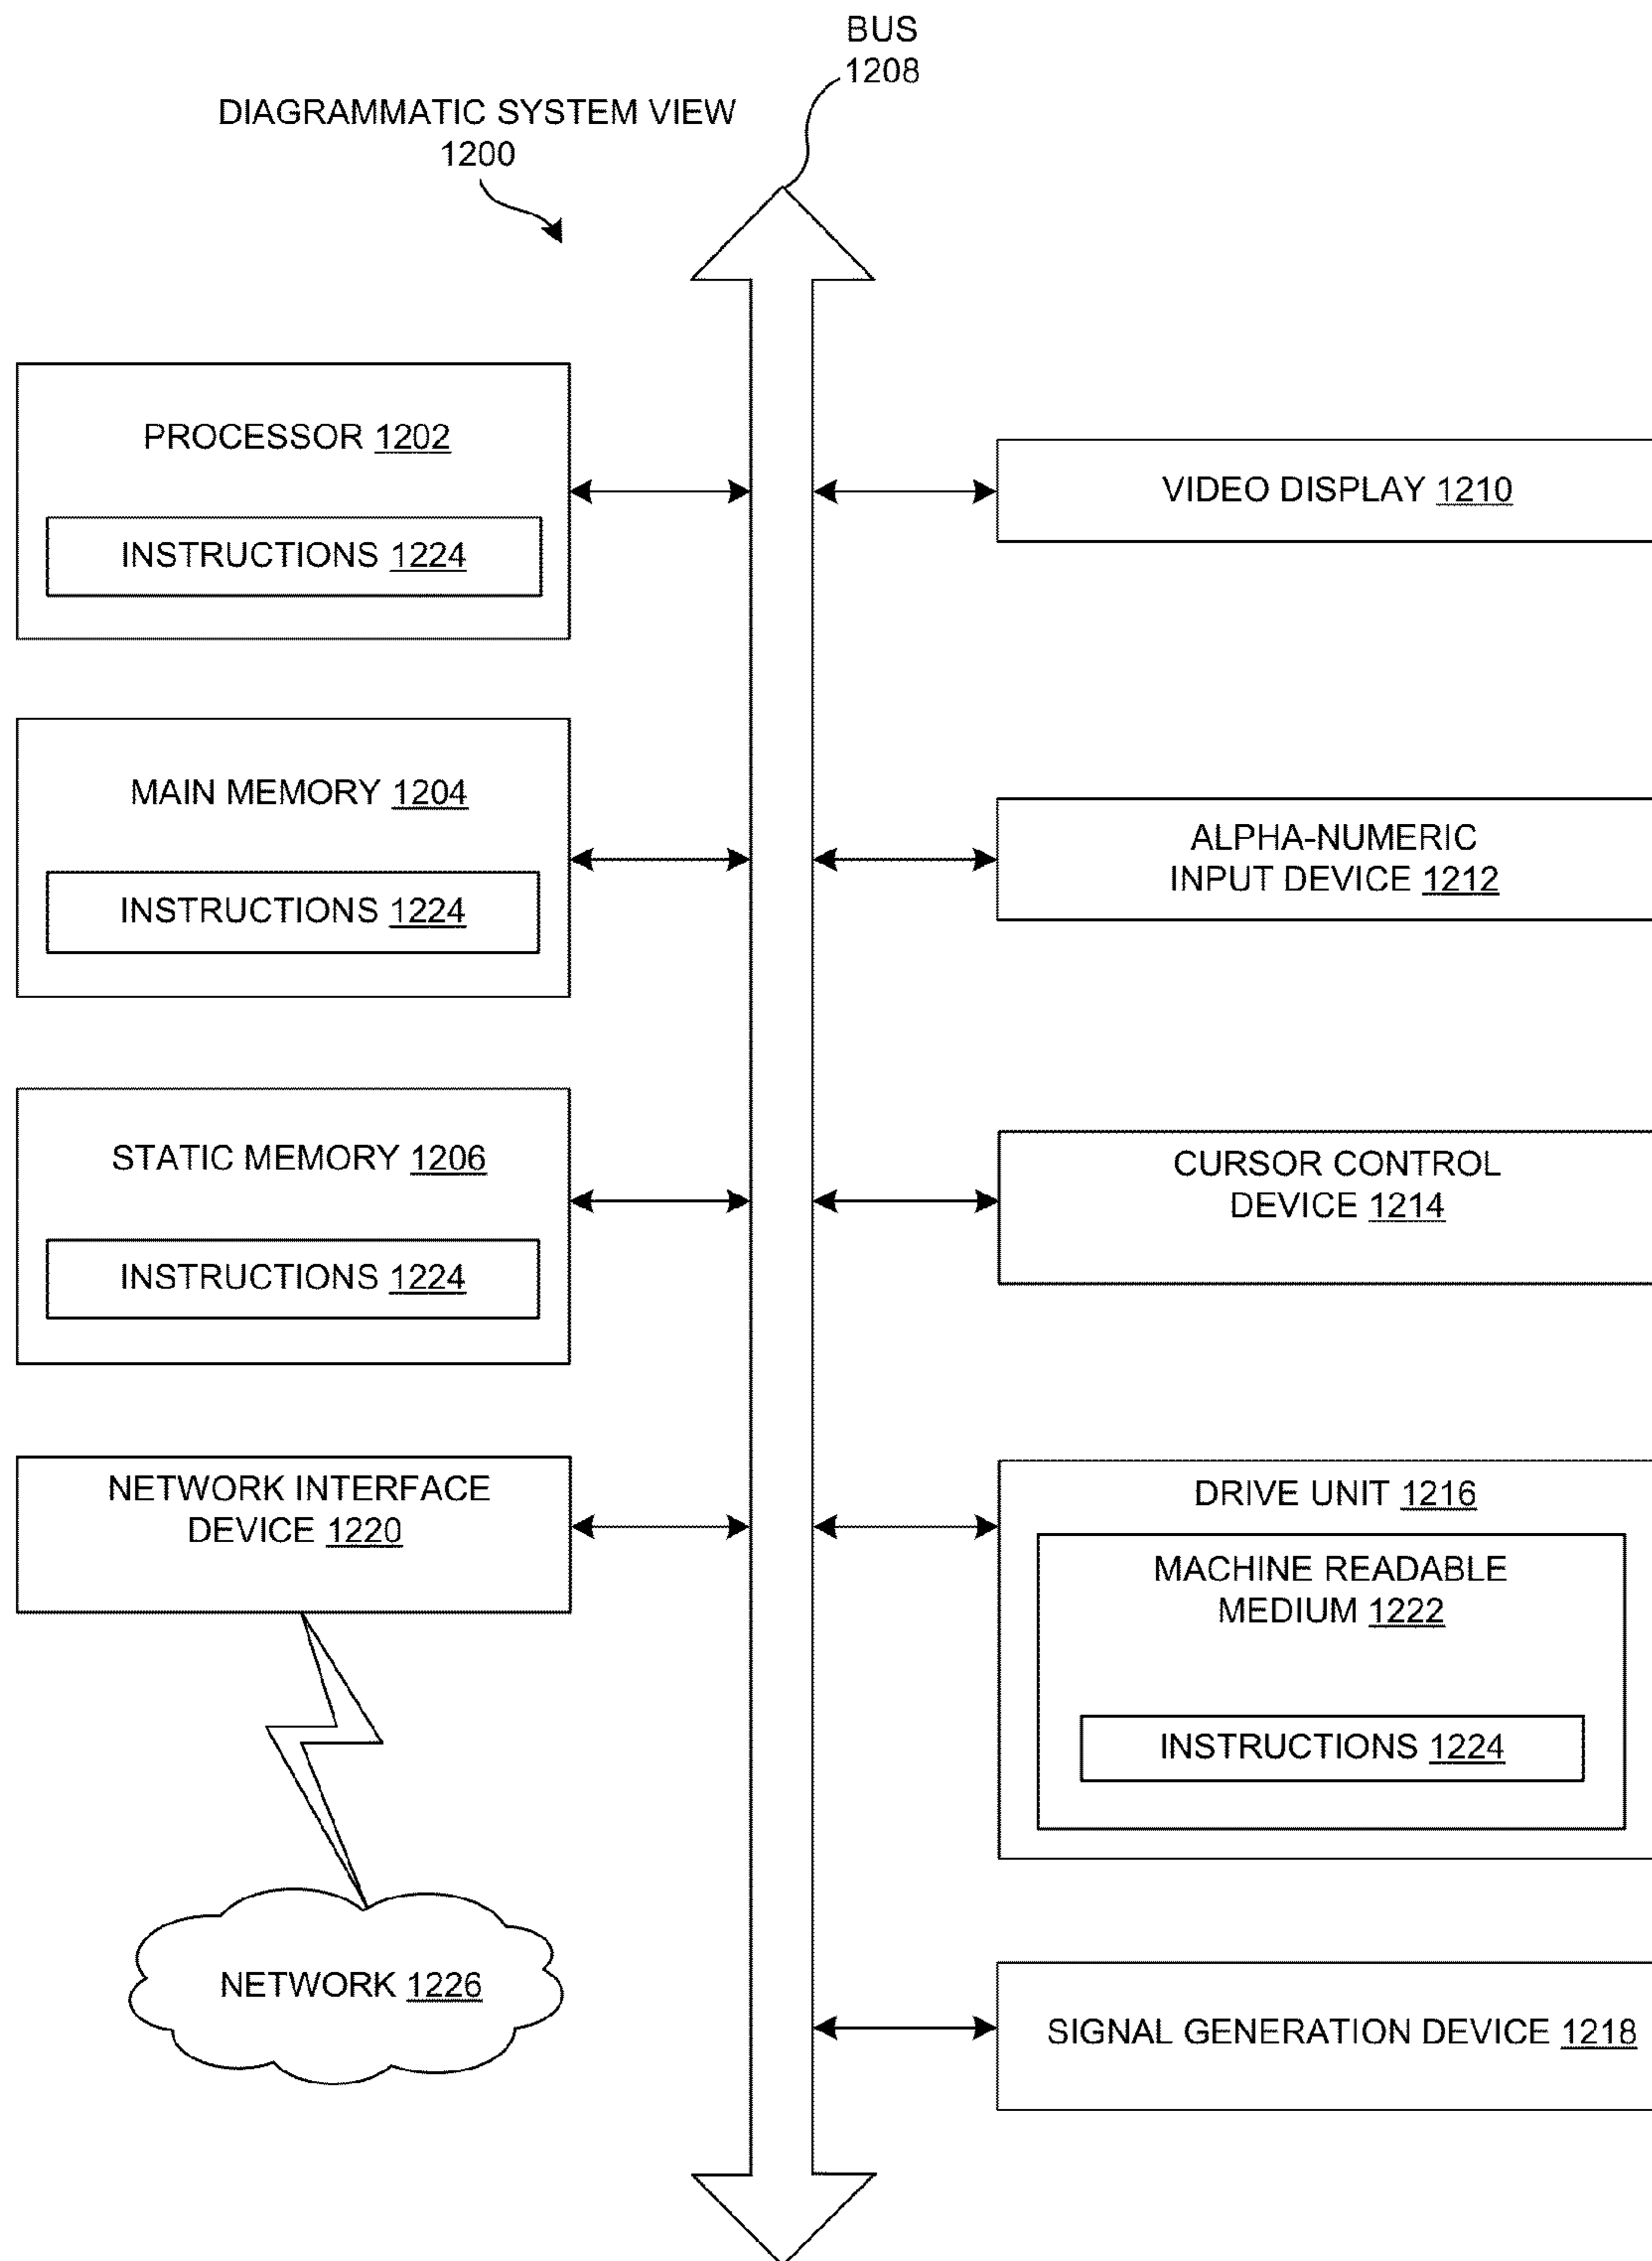 BUS
1208
DIAGRAMMATIC SYSTEM VIEW
1200
PROCESSOR 1202
INSTRUCTIONS 1224
MAIN MEMORY 1204
INSTRUCTIONS 1224
STATIC MEMORY 1206
INSTRUCTIONS 1224
NETWORK INTERFACE
DEVICE 1220
NETWORK 1226
VIDEO DISPLAY 1210
ALPHA-NUMERIC
INPUT DEVICE 1212
CURSOR CONTROL
DEVICE 1214
DRIVE UNIT 1216
MACHINE READABLE
MEDIUM 1222
INSTRUCTIONS 1224
SIGNAL GENERATION DEVICE 1218